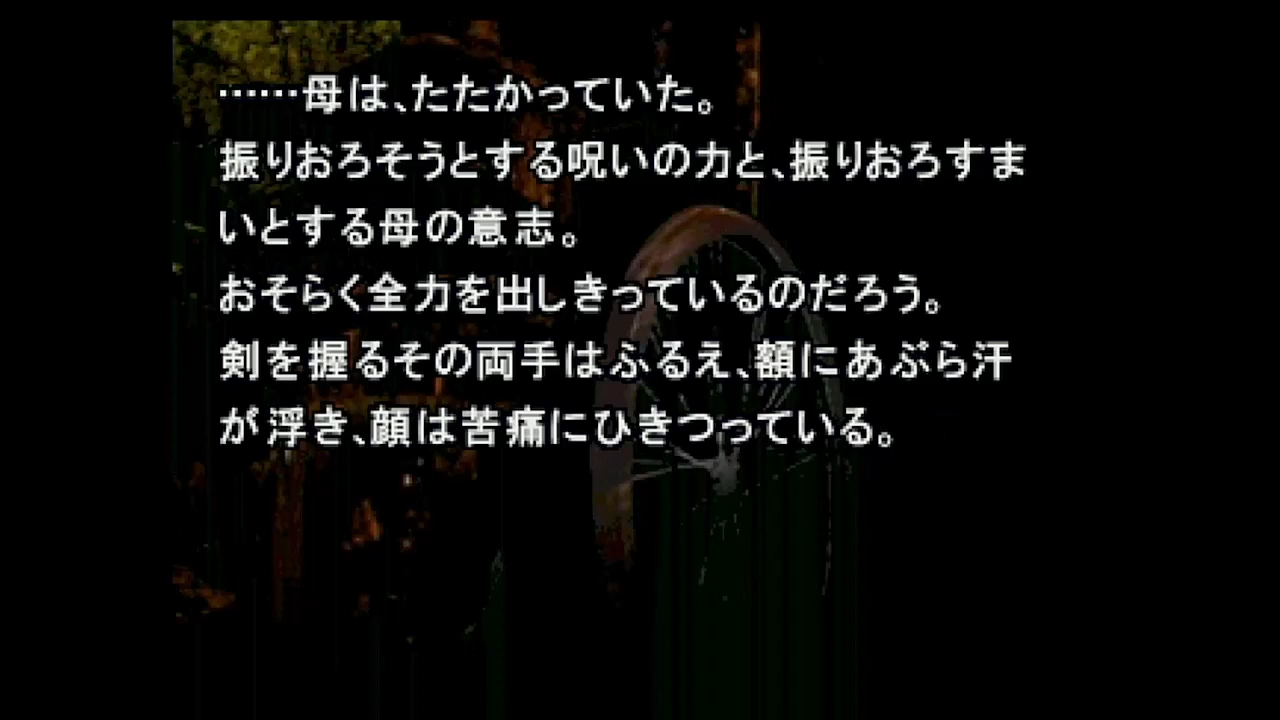 ……母は、たたかっていた。
振りおろそうとする呪いの力と、振りおろすま
いとする母の意志。
おそらく全力を出しきっているのだろう。
剣を握るその両手はふるえ、額にあぶら汗
が浮き、顔は苦痛にひきつっている。